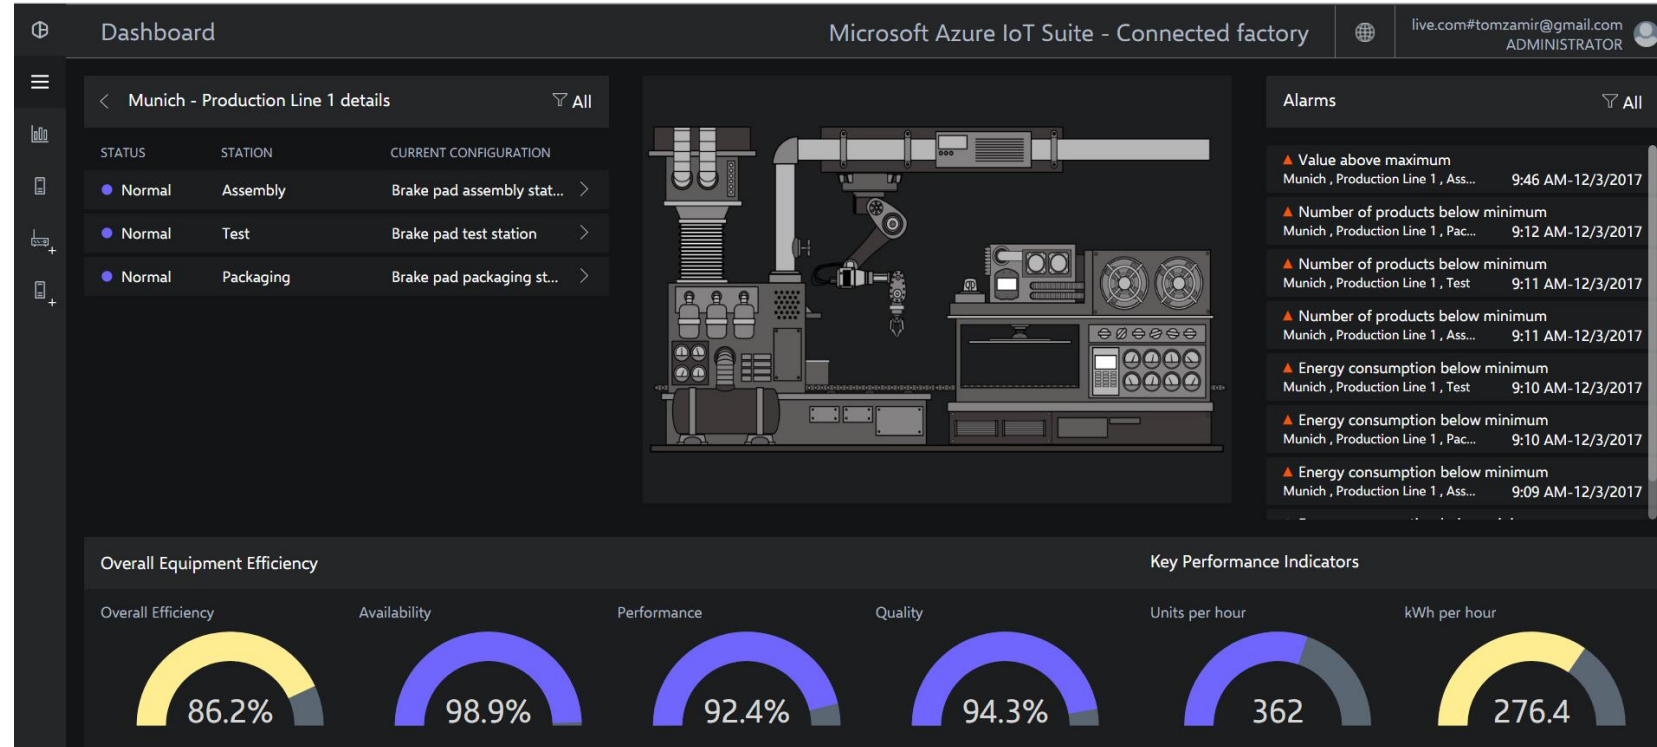 Dashboard
Microsoft Azure IoT Suite - Connected factory
live.com#tomzamir@gmail.com
ADMINISTRATOR
Munich - Production Line 1 details
All
STATUS STATION CURRENT CONFIGURATION
Normal Assembly Brake pad assembly stat...
Normal Test Brake pad test station
Normal Packaging Brake pad packaging st...
Alarms
All
Value above maximum
Munich , Production Line 1 , Ass... 9:46 AM-12/3/2017
Number of products below minimum
Munich , Production Line 1 , Pac... 9:12 AM-12/3/2017
Number of products below minimum
Munich , Production Line 1 , Test 9:11 AM-12/3/2017
Number of products below minimum
Munich , Production Line 1 , Ass... 9:11 AM-12/3/2017
Energy consumption below minimum
Munich , Production Line 1 , Test 9:10 AM-12/3/2017
Energy consumption below minimum
Munich , Production Line 1 , Pac... 9:10 AM-12/3/2017
Energy consumption below minimum
Munich , Production Line 1 , Ass... 9:09 AM-12/3/2017
Overall Equipment Efficiency
Key Performance Indicators
Overall Efficiency Availability Performance Quality Units per hour kWh per hour
86.2% 98.9% 92.4% 94.3% 362 276.4